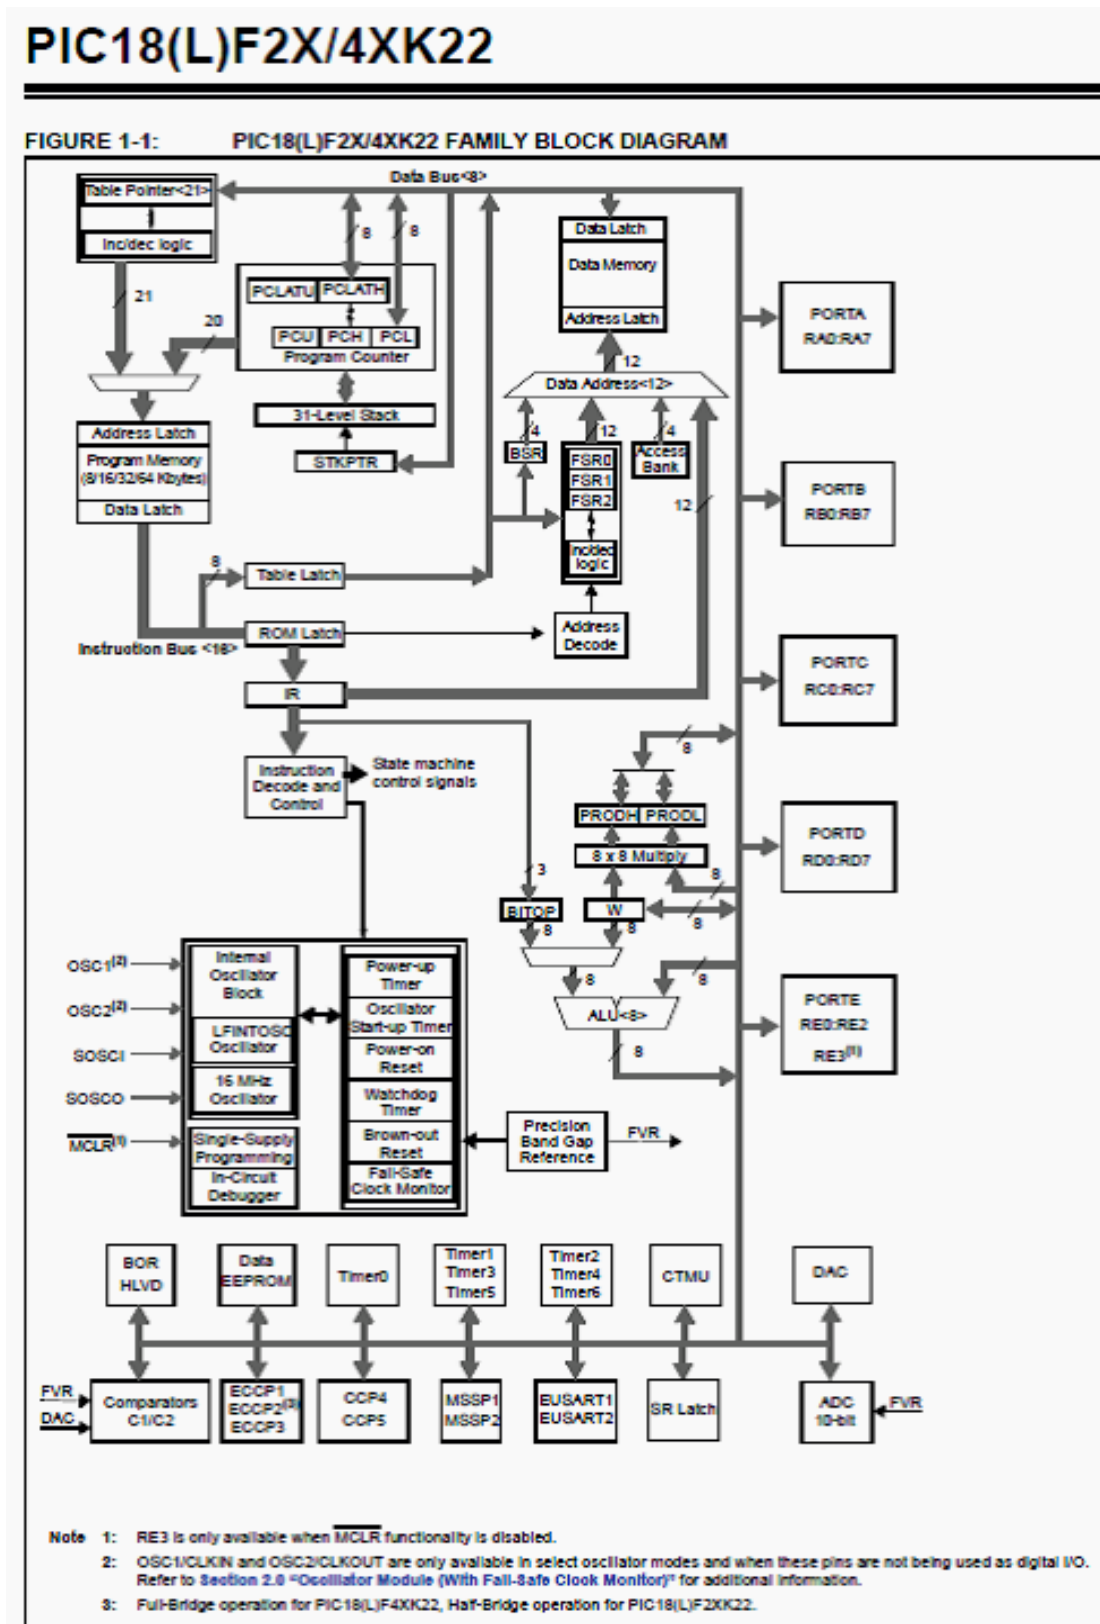 PIC18(L)F2X/4XK22
FIGURE 1-1: PIC18(L)F2X/4XK22 FAMILY BLOCK DIAGRAM
Data Bus<8>
Table Pointer<21>
inc/dec logic
21
20
8
8
PCLATU PCLATH
PCU PCH PCL
Program Counter
31-Level Stack
STKPTR
Data Latch
Data Memory
Address Latch
12
Data Address<12>
4
12
4
BSR
FSR0
FSR1
FSR2
inc/dec
logic
Access
Bank
12
Address Latch
Program Memory
(8/16/32/64 Kbytes)
Data Latch
8
Table Latch
ROM Latch
Instruction Bus <16>
Address
Decode
IR
Instruction
Decode and
Control
State machine
control signals
8
PRODH PRODL
8 x 8 Multiply
3
8
BITOP
W
8
8
8
8
8
ALU<8>
8
PORTA
RA0:RA7
PORTB
RB0:RB7
PORTC
RC0:RC7
PORTD
RD0:RD7
PORTE
RE0:RE2
RE3(1)
OSC1(2)
OSC2(2)
SOSCI
SOSCO
MCLR(1)
Internal
Oscillator
Block
LFINTOSC
Oscillator
16 MHz
Oscillator
Single-Supply
Programming
In-Circuit
Debugger
Power-up
Timer
Oscillator
Start-up Timer
Power-on
Reset
Watchdog
Timer
Brown-out
Reset
Fail-Safe
Clock Monitor
Precision
Band Gap
Reference
FVR
BOR
HLVD
Data
EEPROM
Timer0
Timer1
Timer3
Timer5
Timer2
Timer4
Timer6
CTMU
DAC
FVR
DAC
Comparators
C1/C2
ECCP1
ECCP2(3)
ECCP3
CCP4
CCP5
MSSP1
MSSP2
EUSART1
EUSART2
SR Latch
ADC
10-bit
FVR
Note 1: RE3 is only available when MCLR functionality is disabled.
2: OSC1/CLKIN and OSC2/CLKOUT are only available in select oscillator modes and when these pins are not being used as digital I/O.
Refer to Section 2.0 “Oscillator Module (With Fail-Safe Clock Monitor)” for additional information.
3: Full-Bridge operation for PIC18(L)F4XK22, Half-Bridge operation for PIC18(L)F2XK22.